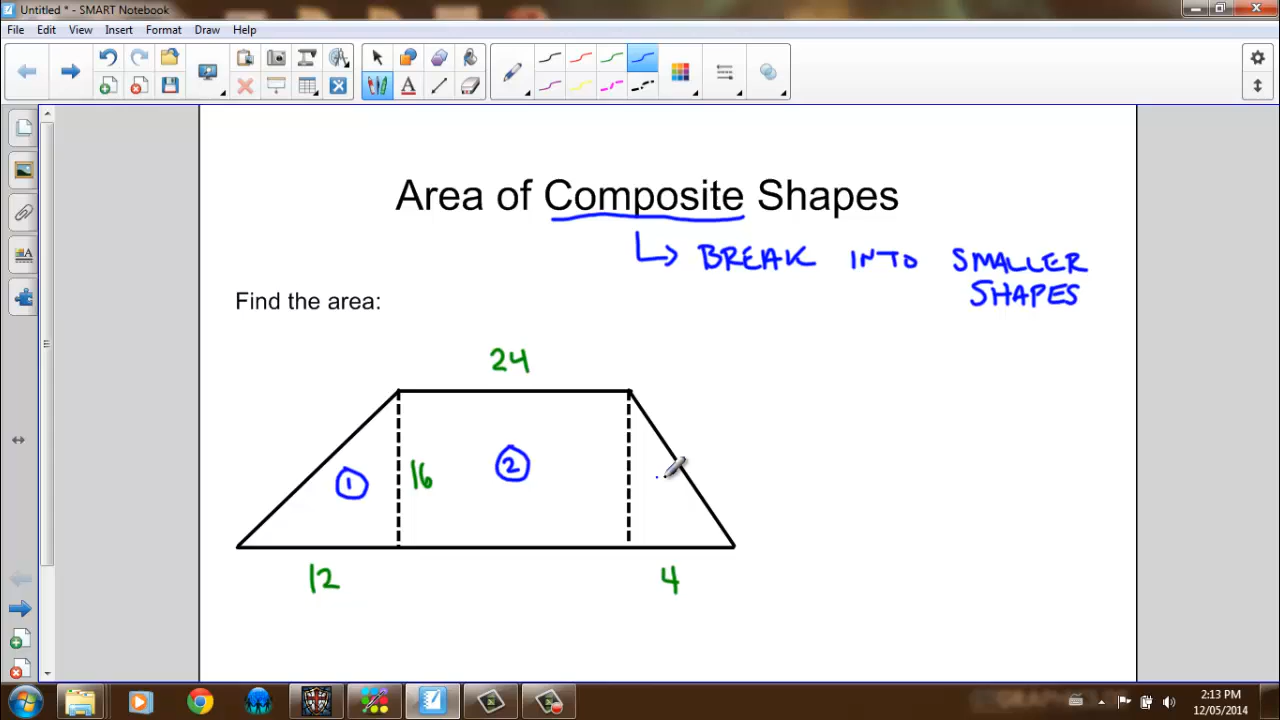 Untitled * - SMART Notebook
File Edit View Insert Format Draw Help
Area of Composite Shapes
BREAK INTO SMALLER
SHAPES
Find the area:
24
1
16
2
12
4
2:13 PM
12/05/2014